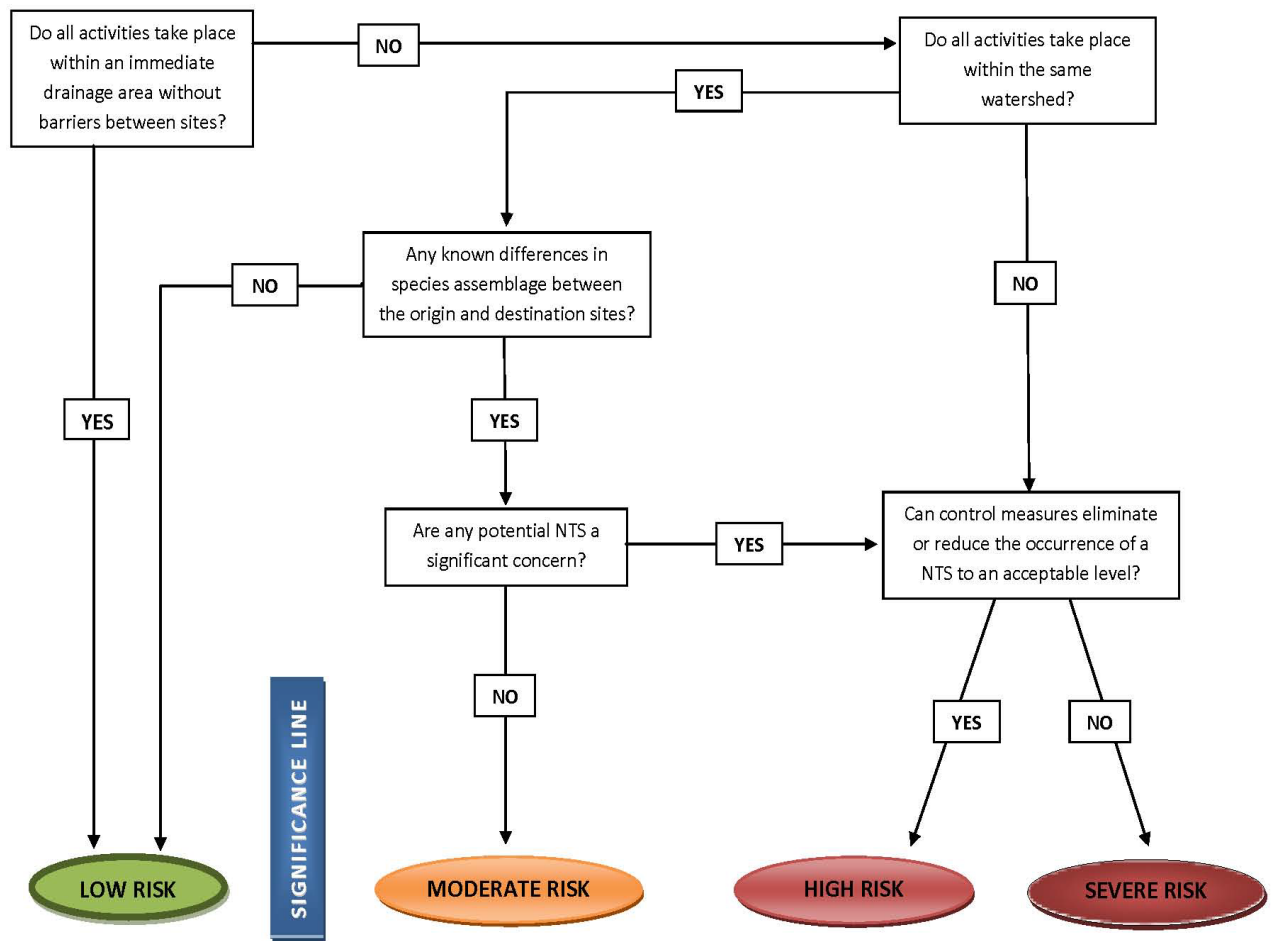 Do all activities take place
within an immediate
drainage area without
barriers between sites?
NO
Do all activities take place
within the same
watershed?
YES
Any known differences in
species assemblage between
the origin and destination sites?
NO
NO
YES
YES
Are any potential NTS a
significant concern?
YES
Can control measures eliminate
or reduce the occurrence of a
NTS to an acceptable level?
NO
YES
NO
SIGNIFICANCE LINE
LOW RISK
MODERATE RISK
HIGH RISK
SEVERE RISK